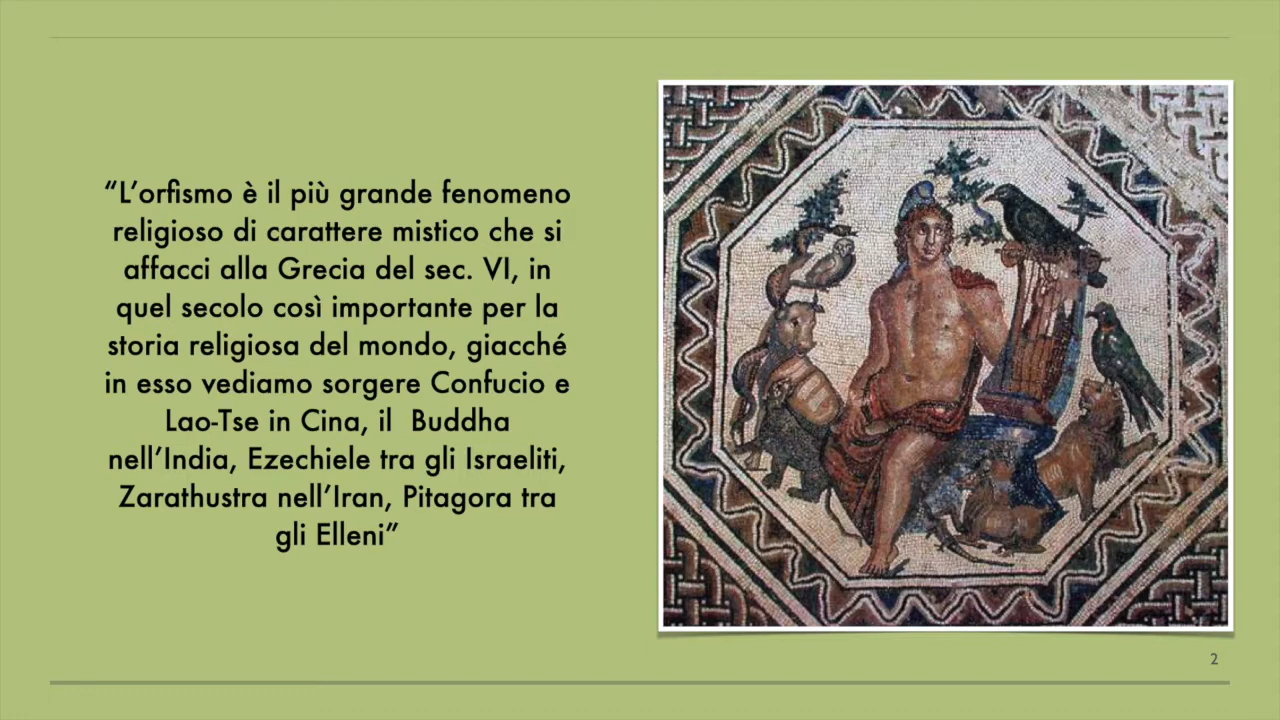 “L’orfismo è il più grande fenomeno
religioso di carattere mistico che si
affacci alla Grecia del sec. VI, in
quel secolo così importante per la
storia religiosa del mondo, giacché
in esso vediamo sorgere Confucio e
Lao-Tse in Cina, il  Buddha
nell’India, Ezechiele tra gli Israeliti,
Zarathustra nell’Iran, Pitagora tra
gli Elleni”
2